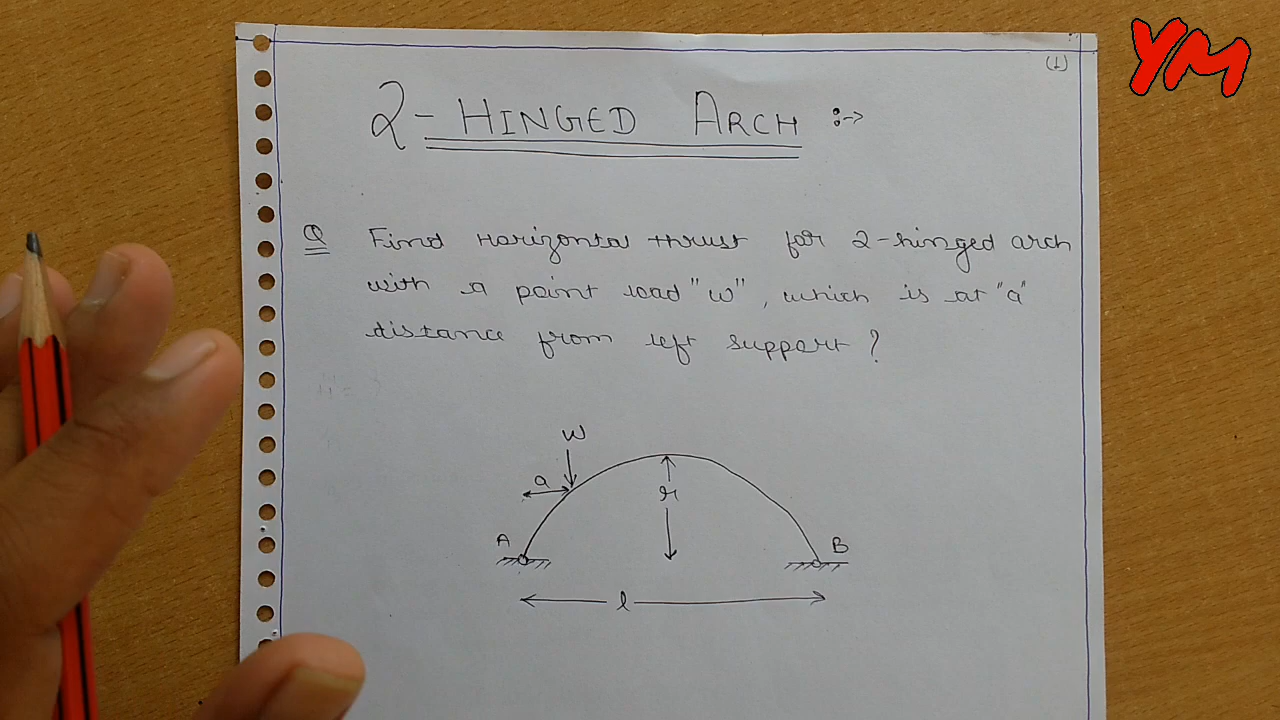 YM
(1)
2-HINGED ARCH :->
Q Find Horizontal thrust for 2-hinged arch
with a point load "W", which is at "a"
distance from left support?
W
a
r
A
B
l